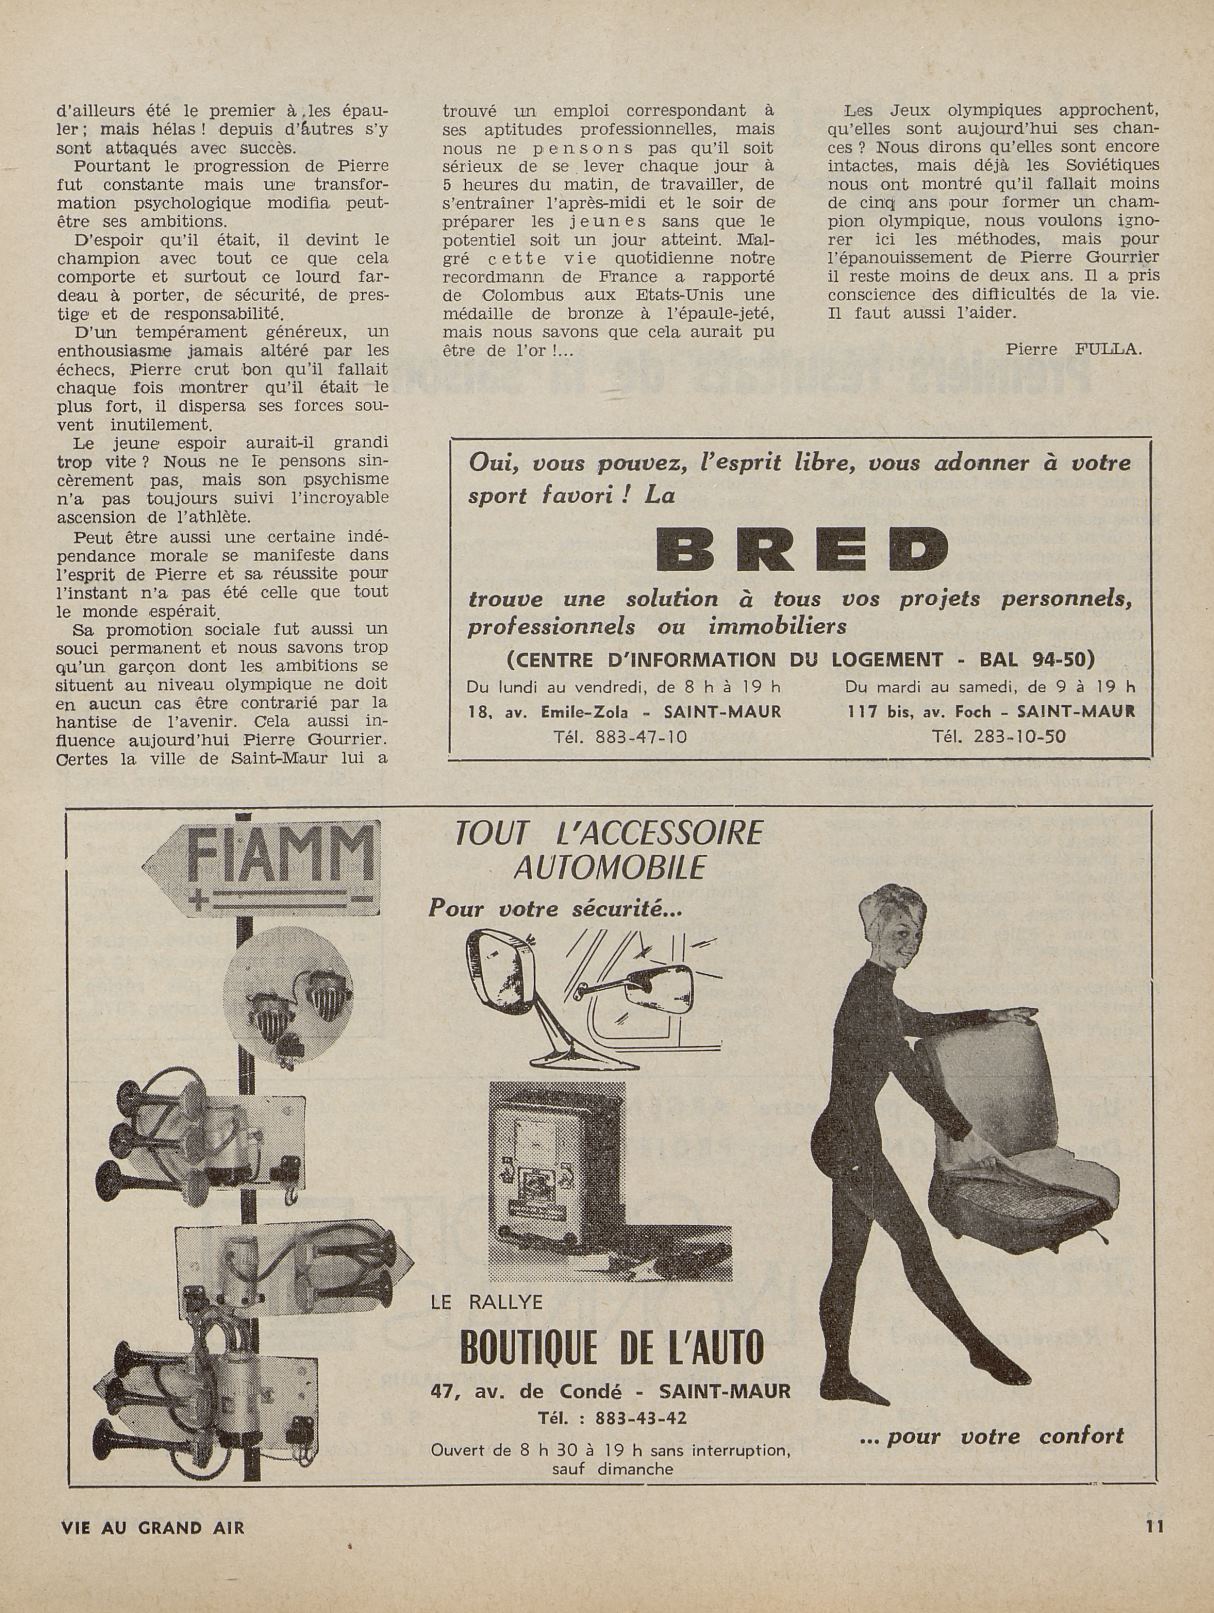 d'ailleurs été le premier à les épau-
ler ; mais hélas ! depuis d'autres s'y
sont attaqués avec succès.
Pourtant le progression de Pierre
fut constante mais une transfor-
mation psychologique modifia peut-
être ses ambitions.
D'espoir qu'il était, il devint le
champion avec tout ce que cela
comporte et surtout ce lourd far-
deau à porter, de sécurité, de pres-
tige et de responsabilité.
D'un tempérament généreux, un
enthousiasme jamais altéré par les
échecs, Pierre crut bon qu'il fallait
chaque fois montrer qu'il était le
plus fort, il dispersa ses forces sou-
vent inutilement.
Le jeune espoir aurait-il grandi
trop vite ? Nous ne le pensons sin-
cèrement pas, mais son psychisme
n'a pas toujours suivi l'incroyable
ascension de l'athlète.
Peut être aussi une certaine indé-
pendance morale se manifeste dans
l'esprit de Pierre et sa réussite pour
l'instant n'a pas été celle que tout
le monde espérait.
Sa promotion sociale fut aussi un
souci permanent et nous savons trop
qu'un garçon dont les ambitions se
situent au niveau olympique ne doit
en aucun cas être contrarié par la
hantise de l'avenir. Cela aussi in-
fluence aujourd'hui Pierre Gourrier.
Certes la ville de Saint-Maur lui a
trouvé un emploi correspondant à
ses aptitudes professionnelles, mais
nous ne pensons pas qu'il soit
sérieux de se lever chaque jour à
5 heures du matin, de travailler, de
s'entraîner l'après-midi et le soir de
préparer les jeunes sans que le
potentiel soit un jour atteint. Mal-
gré cette vie quotidienne notre
recordmann de France a rapporté
de Colombus aux Etats-Unis une
médaille de bronze à l'épaule-jeté,
mais nous savons que cela aurait pu
être de l'or !...
Les Jeux olympiques approchent,
qu'elles sont aujourd'hui ses chan-
ces ? Nous dirons qu'elles sont encore
intactes, mais déjà les Soviétiques
nous ont montré qu'il fallait moins
de cinq ans pour former un cham-
pion olympique, nous voulons igno-
rer ici les méthodes, mais pour
l'épanouissement de Pierre Gourrier
il reste moins de deux ans. Il a pris
conscience des difficultés de la vie.
Il faut aussi l'aider.
Pierre FULLA.
Oui, vous pouvez, l'esprit libre, vous adonner à votre
sport favori ! La
BRED
trouve une solution à tous vos projets personnels,
professionnels ou immobiliers
(CENTRE D'INFORMATION DU LOGEMENT - BAL 94-50)
Du lundi au vendredi, de 8 h à 19 h
18, av. Emile-Zola - SAINT-MAUR
Tél. 883-47-10
Du mardi au samedi, de 9 à 19 h
117 bis, av. Foch - SAINT-MAUR
Tél. 283-10-50
FIAMM
+ -
TOUT L'ACCESSOIRE
AUTOMOBILE
Pour votre sécurité...
LE RALLYE
BOUTIQUE DE L'AUTO
47, av. de Condé - SAINT-MAUR
Tél. : 883-43-42
Ouvert de 8 h 30 à 19 h sans interruption,
sauf dimanche
... pour votre confort
VIE AU GRAND AIR
11